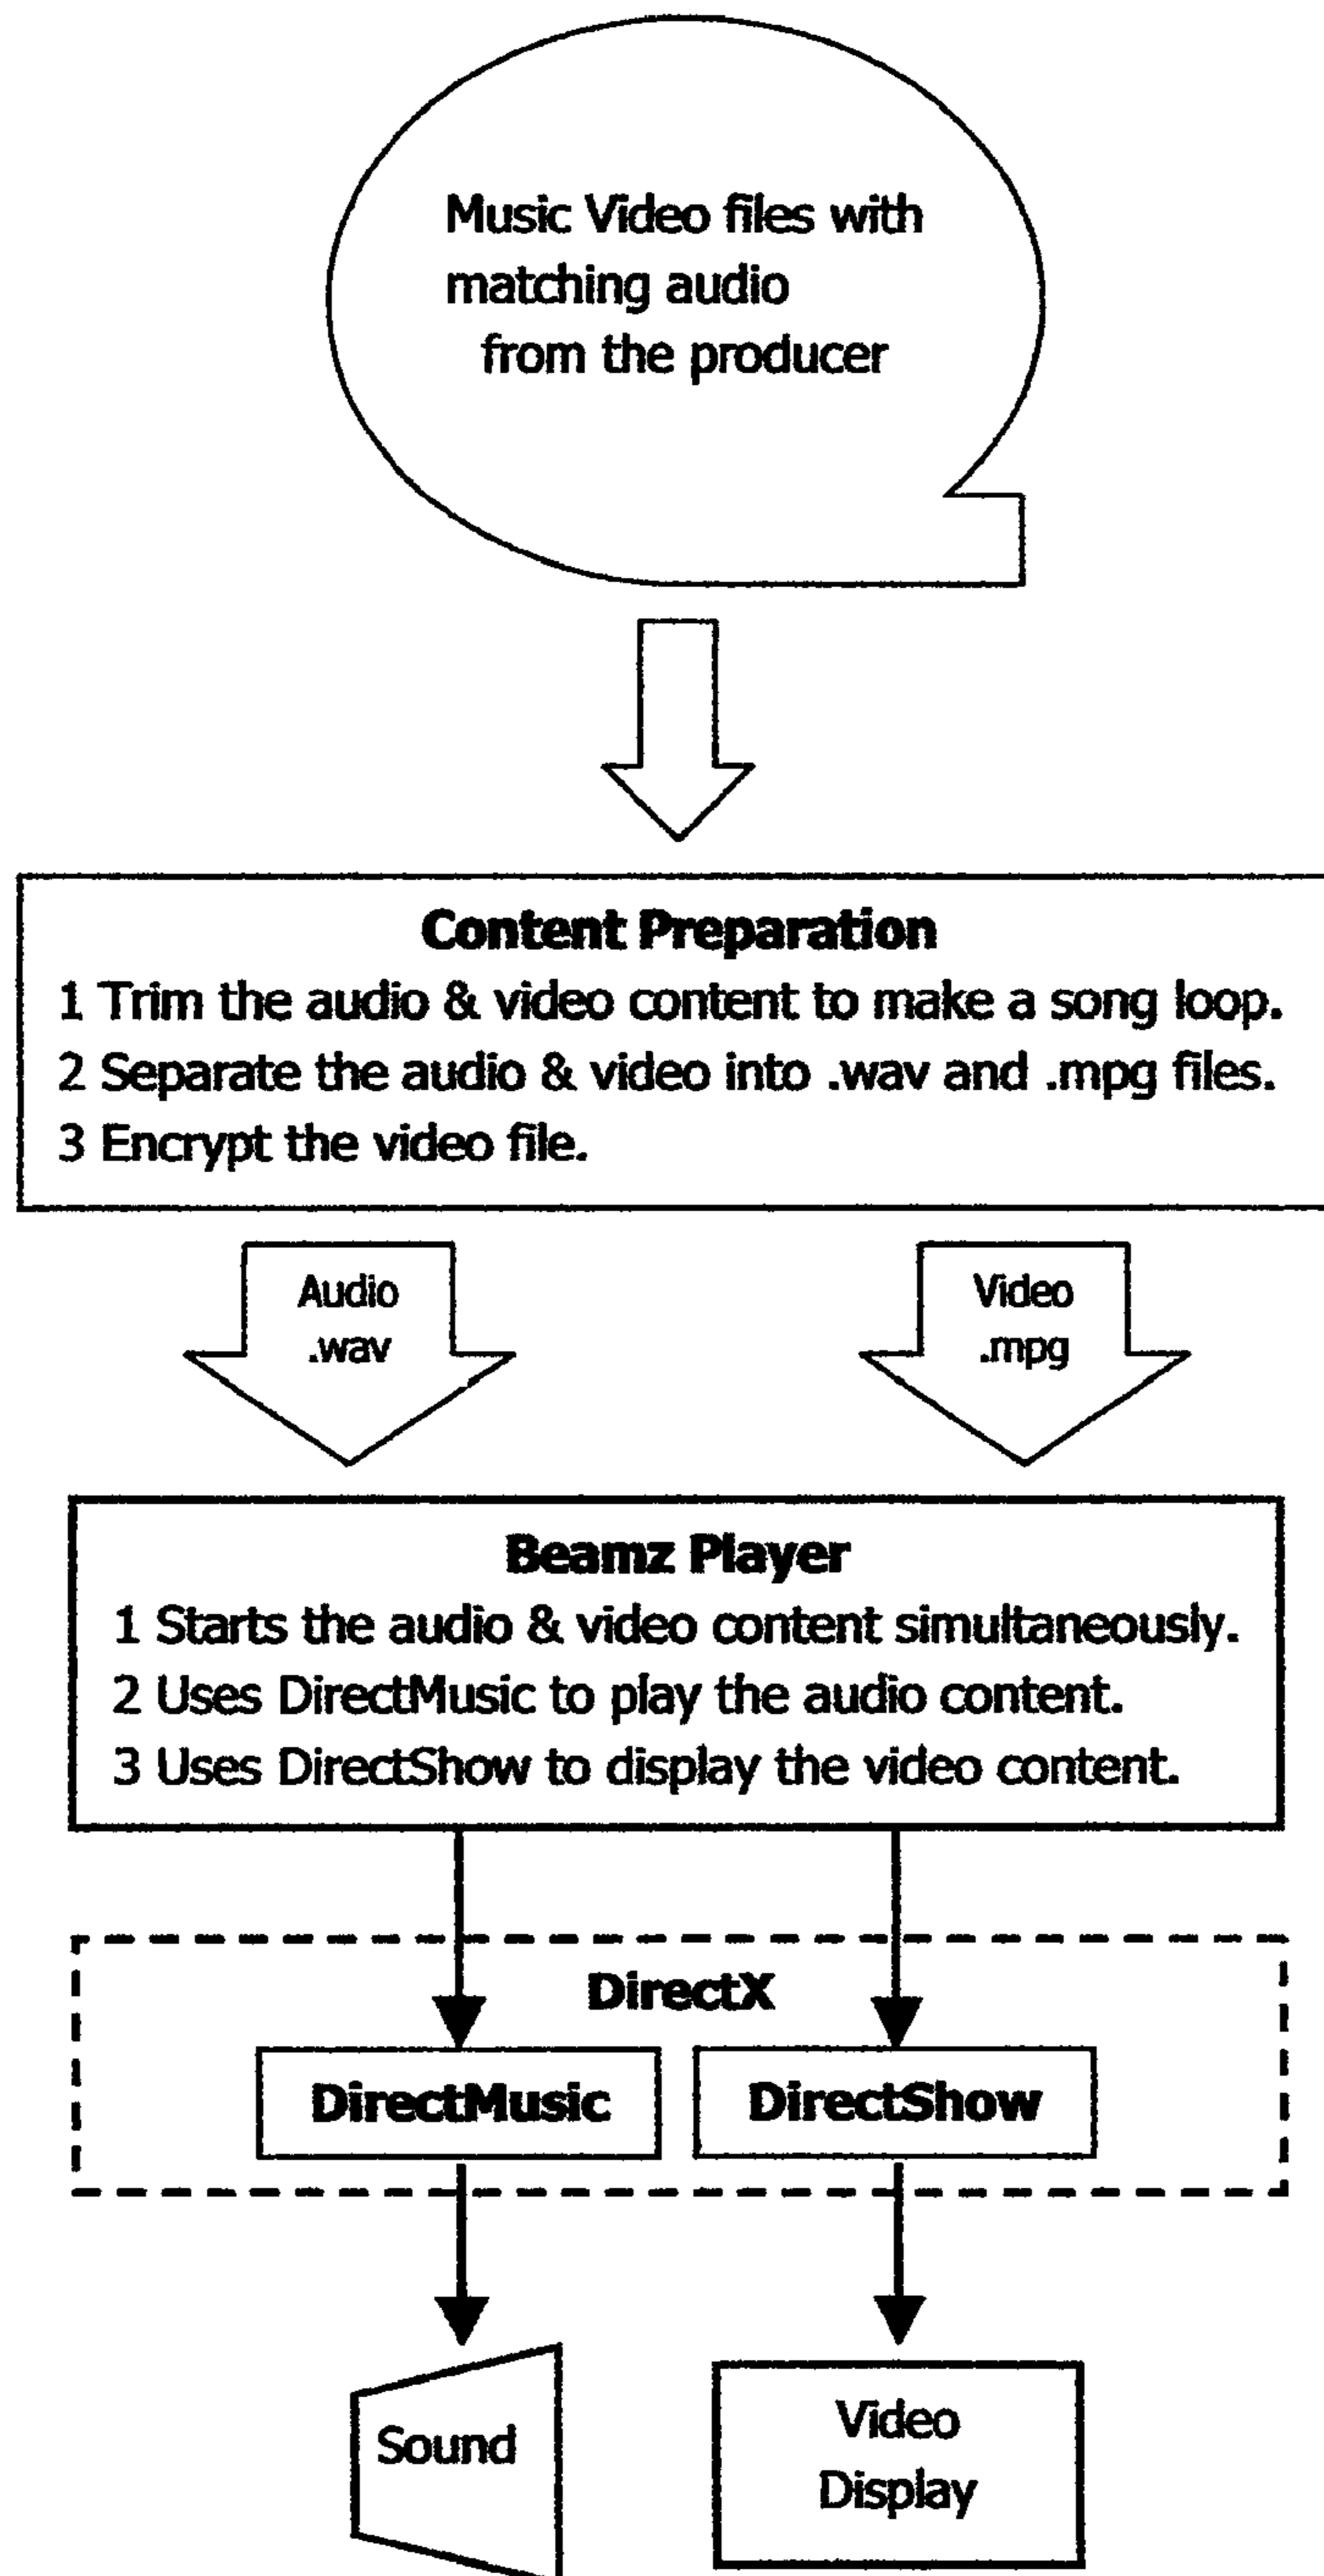 Music Video files with
matching audio
from the producer
Content Preparation
1 Trim the audio & video content to make a song loop.
2 Separate the audio & video into .wav and .mpg files.
3 Encrypt the video file.
Audio
.wav
Video
.mpg
Beamz Player
1 Starts the audio & video content simultaneously.
2 Uses DirectMusic to play the audio content.
3 Uses DirectShow to display the video content.
DirectX
DirectMusic
DirectShow
Sound
Video
Display